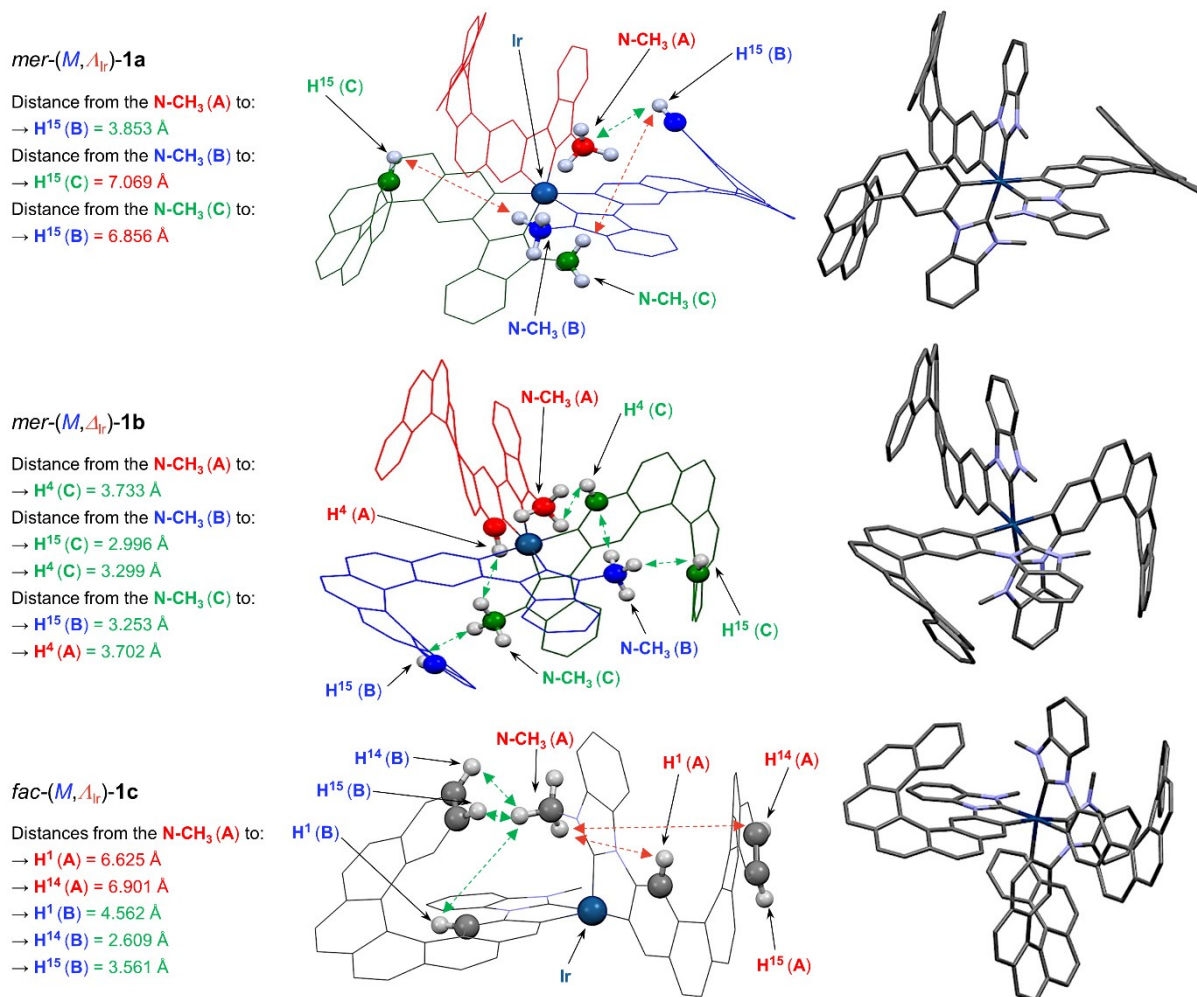 mer-(M,Λ_Ir)-1a
Distance from the N-CH₃ (A) to:
→ H¹⁵ (B) = 3.853 Å
Distance from the N-CH₃ (B) to:
→ H¹⁵ (C) = 7.069 Å
Distance from the N-CH₃ (C) to:
→ H¹⁵ (B) = 6.856 Å
Ir
N-CH₃ (A)
H¹⁵ (B)
H¹⁵ (C)
N-CH₃ (C)
N-CH₃ (B)
mer-(M,Δ_Ir)-1b
Distance from the N-CH₃ (A) to:
→ H⁴ (C) = 3.733 Å
Distance from the N-CH₃ (B) to:
→ H¹⁵ (C) = 2.996 Å
→ H⁴ (C) = 3.299 Å
Distance from the N-CH₃ (C) to:
→ H¹⁵ (B) = 3.253 Å
→ H⁴ (A) = 3.702 Å
N-CH₃ (A)
H⁴ (C)
H⁴ (A)
H¹⁵ (C)
N-CH₃ (B)
N-CH₃ (C)
H¹⁵ (B)
fac-(M,Λ_Ir)-1c
Distances from the N-CH₃ (A) to:
→ H¹ (A) = 6.625 Å
→ H¹⁴ (A) = 6.901 Å
→ H¹ (B) = 4.562 Å
→ H¹⁴ (B) = 2.609 Å
→ H¹⁵ (B) = 3.561 Å
N-CH₃ (A)
H¹⁴ (B)
H¹ (A)
H¹⁴ (A)
H¹⁵ (B)
H¹ (B)
Ir
H¹⁵ (A)